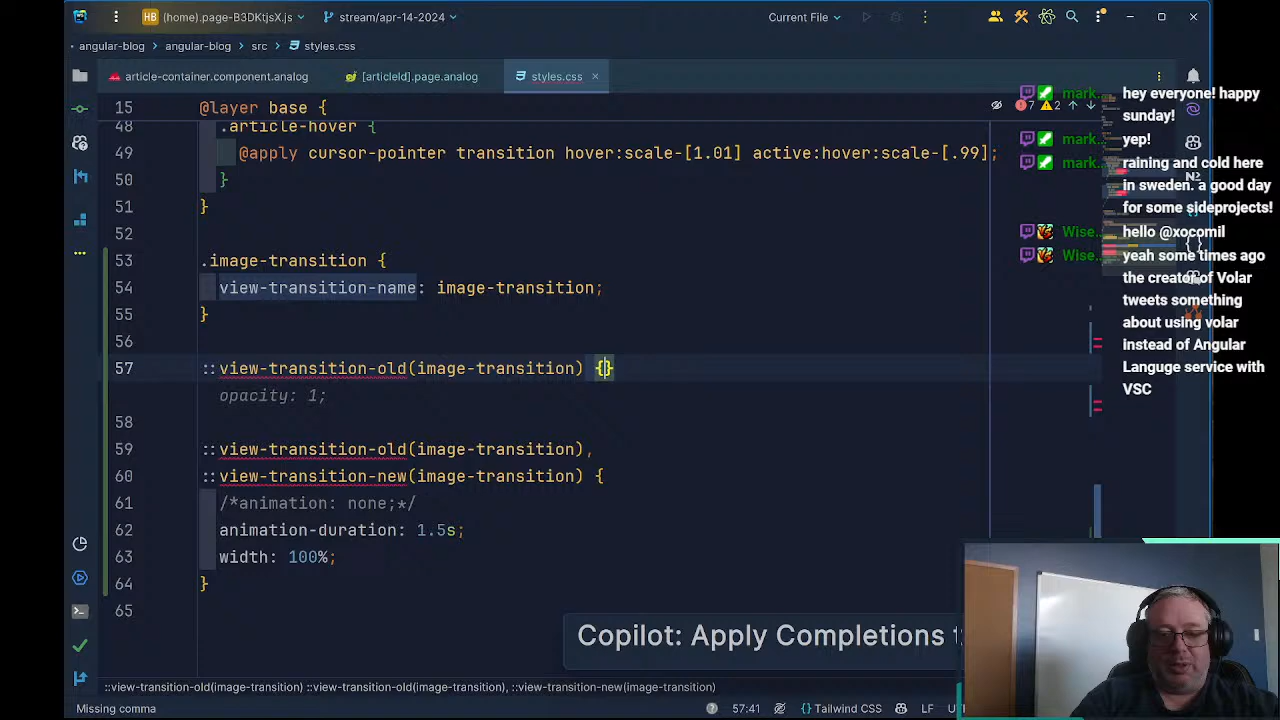 HB (home).page-B3DKtjsX.js
stream/apr-14-2024
Current File
angular-blog
angular-blog
src
styles.css
article-container.component.analog
[articleId].page.analog
styles.css
15 @layer base {
7 2
48 .article-hover {
49 @apply cursor-pointer transition hover:scale-[1.01] active:hover:scale-[.99];
50 }
51 }
52
53 .image-transition {
54 view-transition-name: image-transition;
55 }
56
57 ::view-transition-old(image-transition) {}
opacity: 1;
58
59 ::view-transition-old(image-transition),
60 ::view-transition-new(image-transition) {
61 /*animation: none;*/
62 animation-duration: 1.5s;
63 width: 100%;
64 }
65
mark.. hey everyone! happy
sunday!
mark.. yep!
mark.. raining and cold here
in sweden. a good day
for some sideprojects!
Wise.. hello @xocomil
Wise.. yeah some times ago
the creator of Volar
tweets something
about using volar
instead of Angular
Languge service with
VSC
Copilot: Apply Completions
::view-transition-old(image-transition) ::view-transition-old(image-transition), ::view-transition-new(image-transition)
Missing comma
57:41
Tailwind CSS
LF